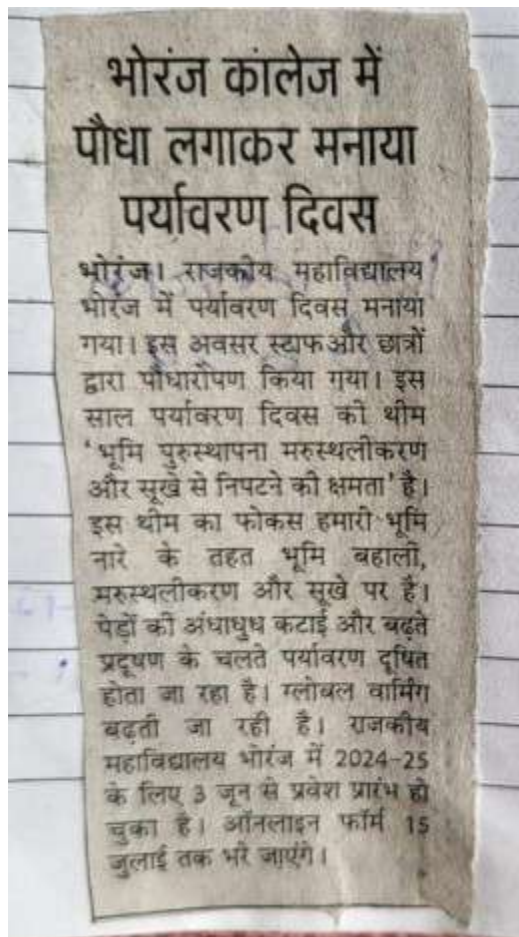 भोरंज कालेज में
पौधा लगाकर मनाया
पर्यावरण दिवस
भोरंज। राजकीय महाविद्यालय
भोरंज में पर्यावरण दिवस मनाया
गया। इस अवसर स्टाफ और छात्रों
द्वारा पौधारोपण किया गया। इस
साल पर्यावरण दिवस की थीम
'भूमि पुरुस्थापना मरुस्थलीकरण
और सूखे से निपटने की क्षमता' है।
इस थीम का फोकस हमारी भूमि
नारे के तहत भूमि बहाली,
मरुस्थलीकरण और सूखे पर है।
पेड़ों की अंधाधुध कटाई और बढ़ते
प्रदूषण के चलते पर्यावरण दूषित
होता जा रहा है। ग्लोबल वार्मिंग
बढ़ती जा रही है। राजकीय
महाविद्यालय भोरंज में 2024-25
के लिए 3 जून से प्रवेश प्रारंभ हो
चुका है। ऑनलाइन फॉर्म 15
जुलाई तक भरे जाएंगे।